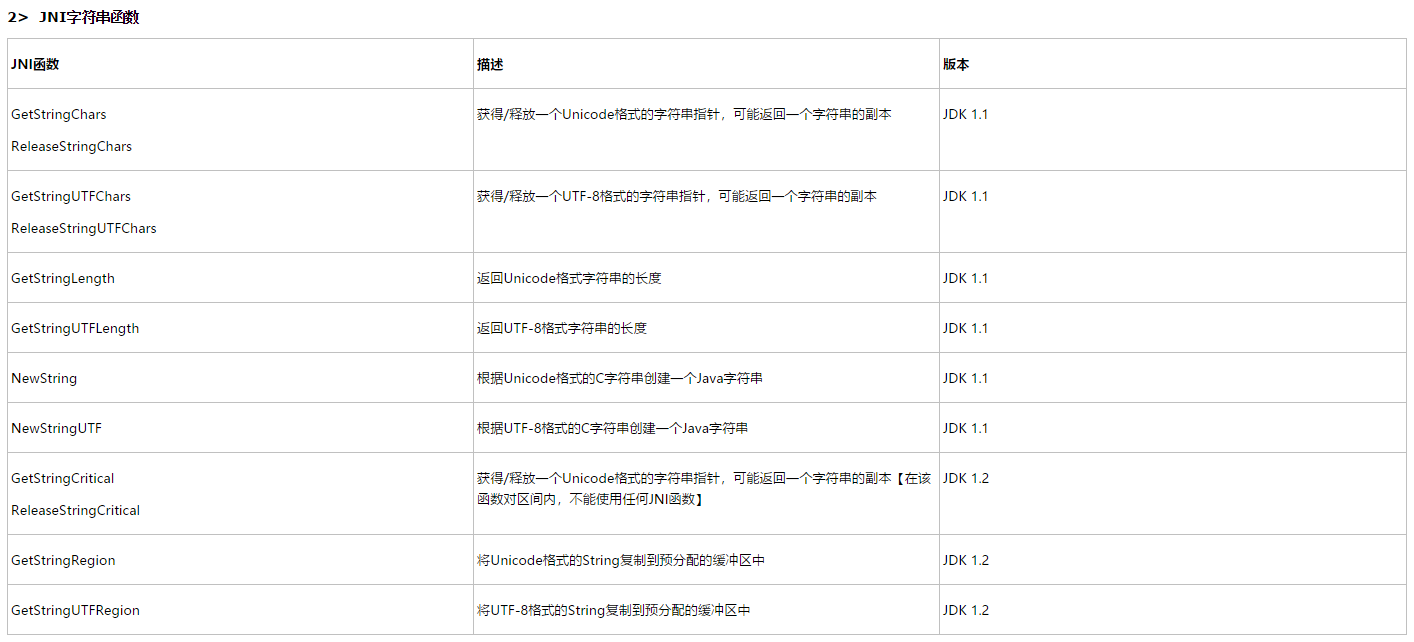 2> JNI字符串函数
JNI函数 描述 版本
GetStringChars 获得/释放一个Unicode格式的字符串指针，可能返回一个字符串的副本 JDK 1.1
ReleaseStringChars
GetStringUTFChars 获得/释放一个UTF-8格式的字符串指针，可能返回一个字符串的副本 JDK 1.1
ReleaseStringUTFChars
GetStringLength 返回Unicode格式字符串的长度 JDK 1.1
GetStringUTFLength 返回UTF-8格式字符串的长度 JDK 1.1
NewString 根据Unicode格式的C字符串创建一个Java字符串 JDK 1.1
NewStringUTF 根据UTF-8格式的C字符串创建一个Java字符串 JDK 1.1
GetStringCritical 获得/释放一个Unicode格式的字符串指针，可能返回一个字符串的副本【在该 JDK 1.2
函数对区间内，不能使用任何JNI函数】
ReleaseStringCritical
GetStringRegion 将Unicode格式的String复制到预分配的缓冲区中 JDK 1.2
GetStringUTFRegion 将UTF-8格式的String复制到预分配的缓冲区中 JDK 1.2